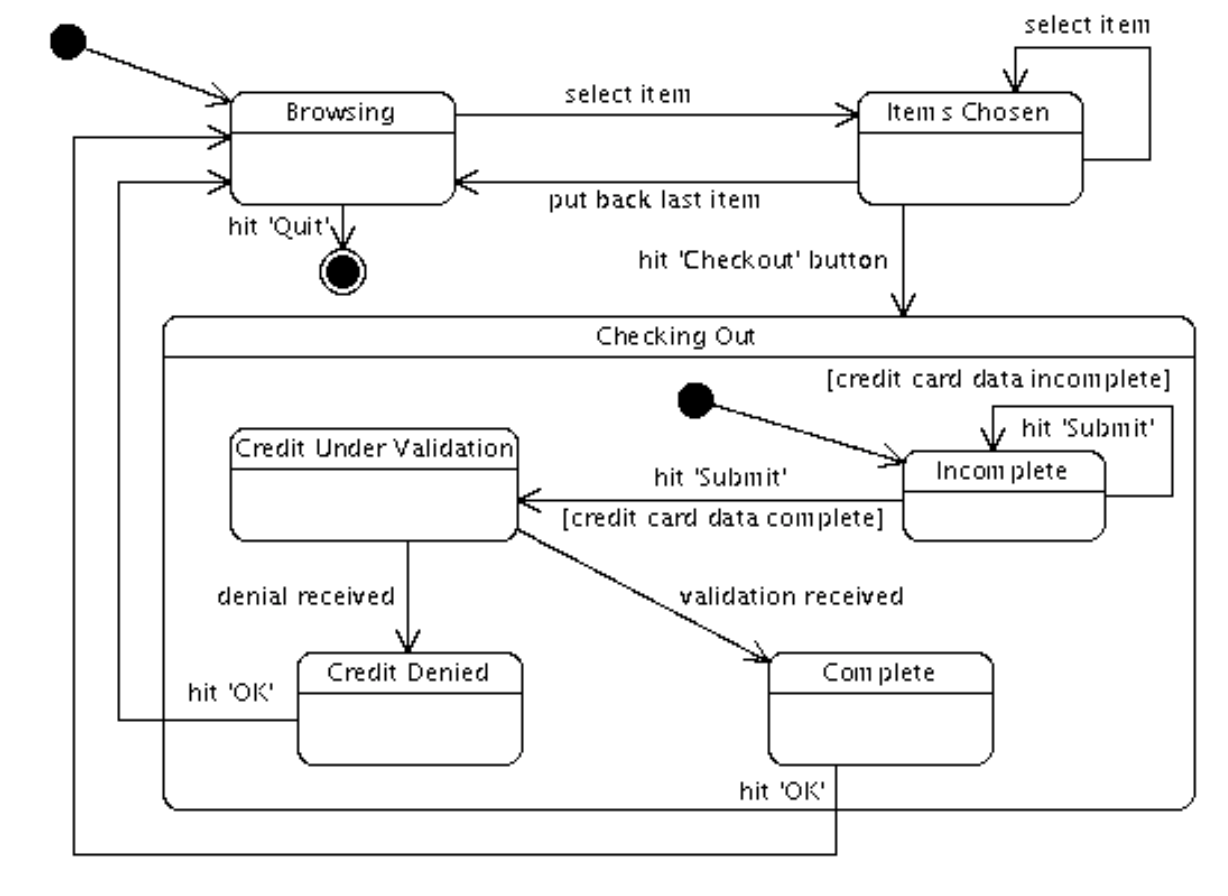 select item
select item
Browsing
Items Chosen
put back last item
hit 'Quit'
hit 'Checkout' button
Checking Out
[credit card data incomplete]
hit 'Submit'
Credit Under Validation
Incomplete
hit 'Submit'
[credit card data complete]
denial received
validation received
Credit Denied
Complete
hit 'OK'
hit 'OK'